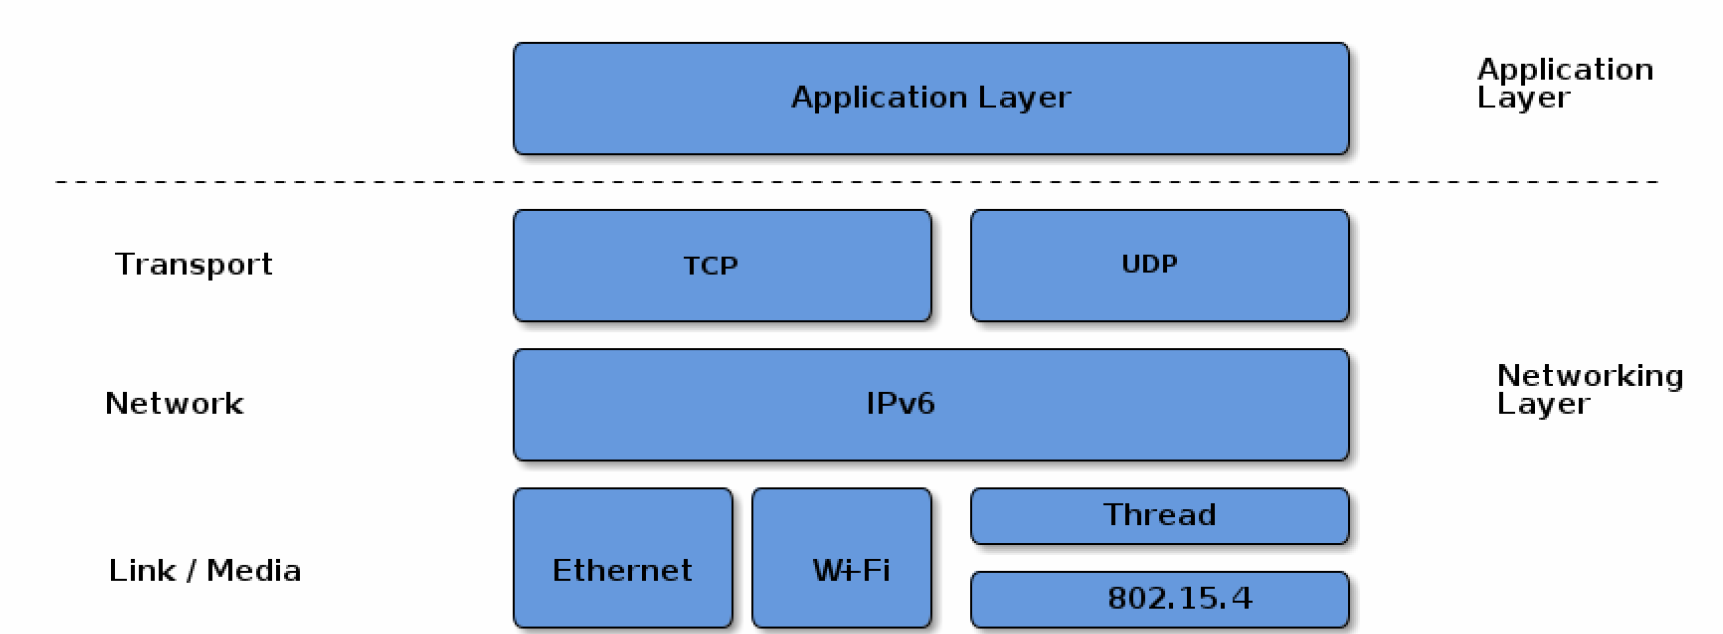 Application Layer
Application
Layer
Transport
TCP
UDP
Network
IPv6
Networking
Layer
Link / Media
Ethernet
Wi-Fi
Thread
802.15.4